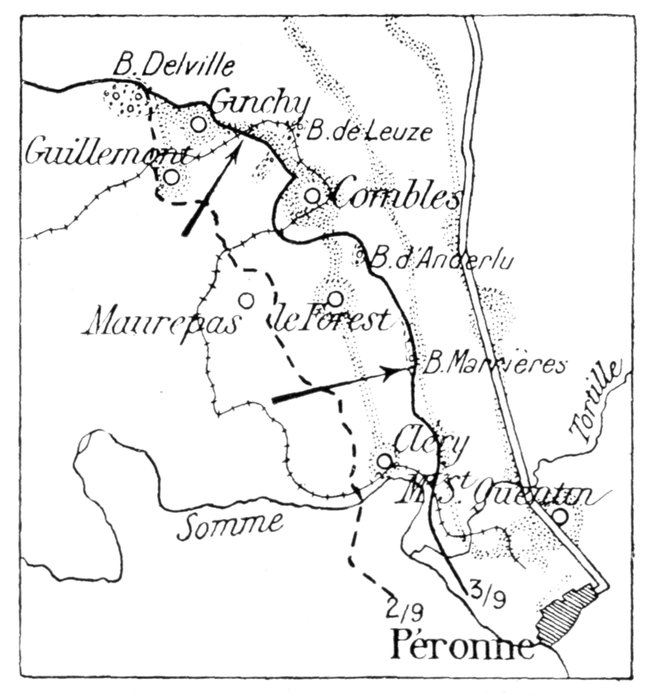 B. Delville
Ginchy
B. de Leuze
Guillemont
Combles
B. d'Anderlu
Maurepas
le Forest
B. Marrières
Tortille
Cléry
Mt St Quentin
Somme
2/9
3/9
Péronne